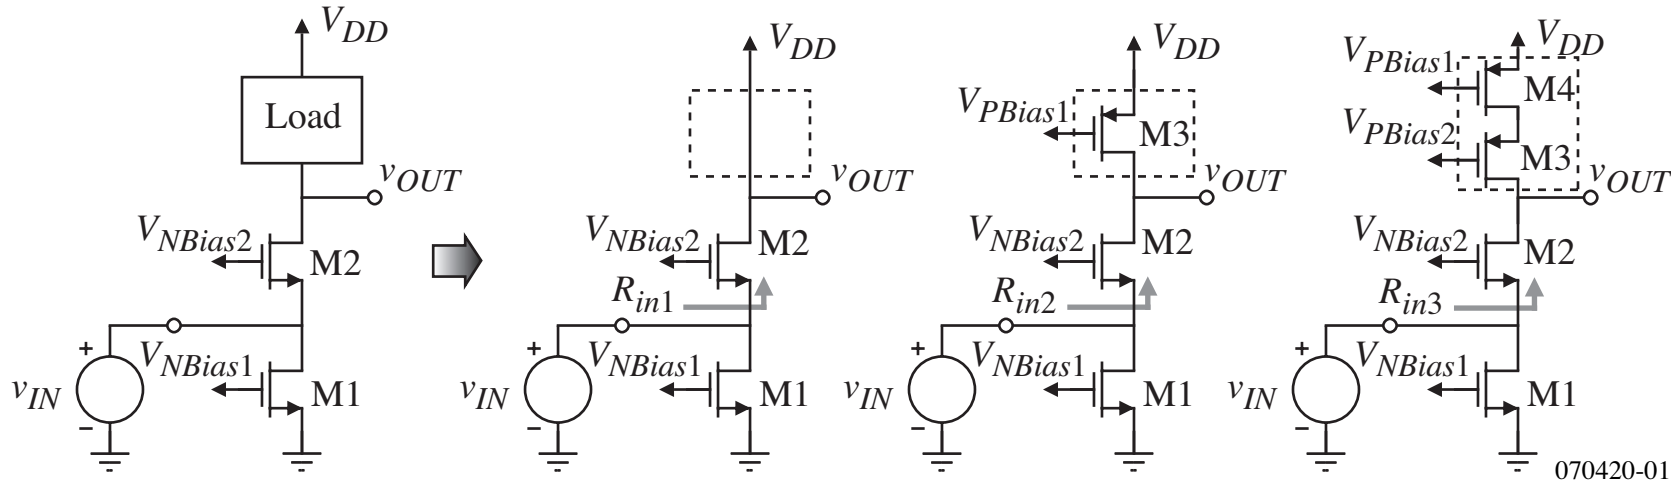 V_DD
Load
v_OUT
V_NBias2
M2
v_IN
+
−
V_NBias1
M1
V_DD
v_OUT
V_NBias2
M2
R_in1
v_IN
+
−
V_NBias1
M1
V_DD
V_PBias1
M3
v_OUT
V_NBias2
M2
R_in2
v_IN
+
−
V_NBias1
M1
V_DD
V_PBias1
M4
V_PBias2
M3
v_OUT
V_NBias2
M2
R_in3
v_IN
+
−
V_NBias1
M1
070420-01